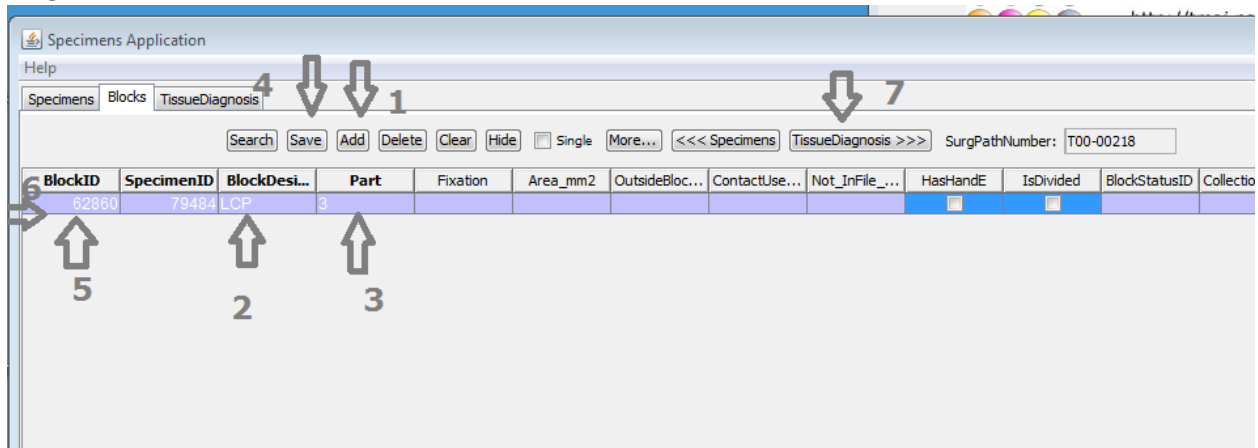 Specimens Application
Help
4
1
7
Specimens Blocks TissueDiagnosis
Search Save Add Delete Clear Hide Single More... <<< Specimens TissueDiagnosis >>> SurgPathNumber: T00-00218
BlockID SpecimenID BlockDesi... Part Fixation Area_mm2 OutsideBloc... ContactUse... Not_InFile_... HasHandE IsDivided BlockStatusID Collectio
6
62860 79484 LCP 3
5
2
3